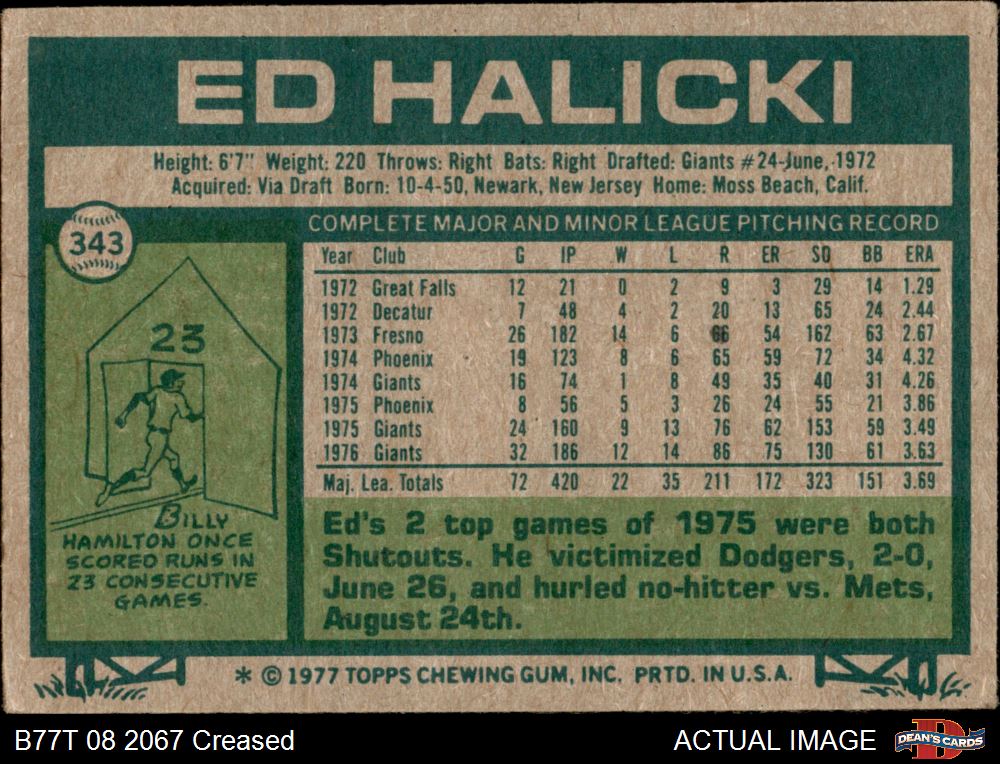 ED HALICKI
Height: 6'7" Weight: 220 Throws: Right Bats: Right Drafted: Giants #24-June, 1972
Acquired: Via Draft Born: 10-4-50, Newark, New Jersey Home: Moss Beach, Calif.
343
COMPLETE MAJOR AND MINOR LEAGUE PITCHING RECORD
Year Club G IP W L R ER SO BB ERA
1972 Great Falls 12 21 0 2 9 3 29 14 1.29
1972 Decatur 7 48 4 2 20 13 65 24 2.44
1973 Fresno 26 182 14 6 66 54 162 63 2.67
1974 Phoenix 19 123 8 6 65 59 72 34 4.32
1974 Giants 16 74 1 8 49 35 40 31 4.26
1975 Phoenix 8 56 5 3 26 24 55 21 3.86
1975 Giants 24 160 9 13 76 62 153 59 3.49
1976 Giants 32 186 12 14 86 75 130 61 3.63
Maj. Lea. Totals 72 420 22 35 211 172 323 151 3.69
23
BILLY
HAMILTON ONCE
SCORED RUNS IN
23 CONSECUTIVE
GAMES.
Ed's 2 top games of 1975 were both
Shutouts. He victimized Dodgers, 2-0,
June 26, and hurled no-hitter vs. Mets,
August 24th.
* © 1977 TOPPS CHEWING GUM, INC. PRTD. IN U.S.A.
B77T 08 2067 Creased
ACTUAL IMAGE
D
DEAN'S CARDS